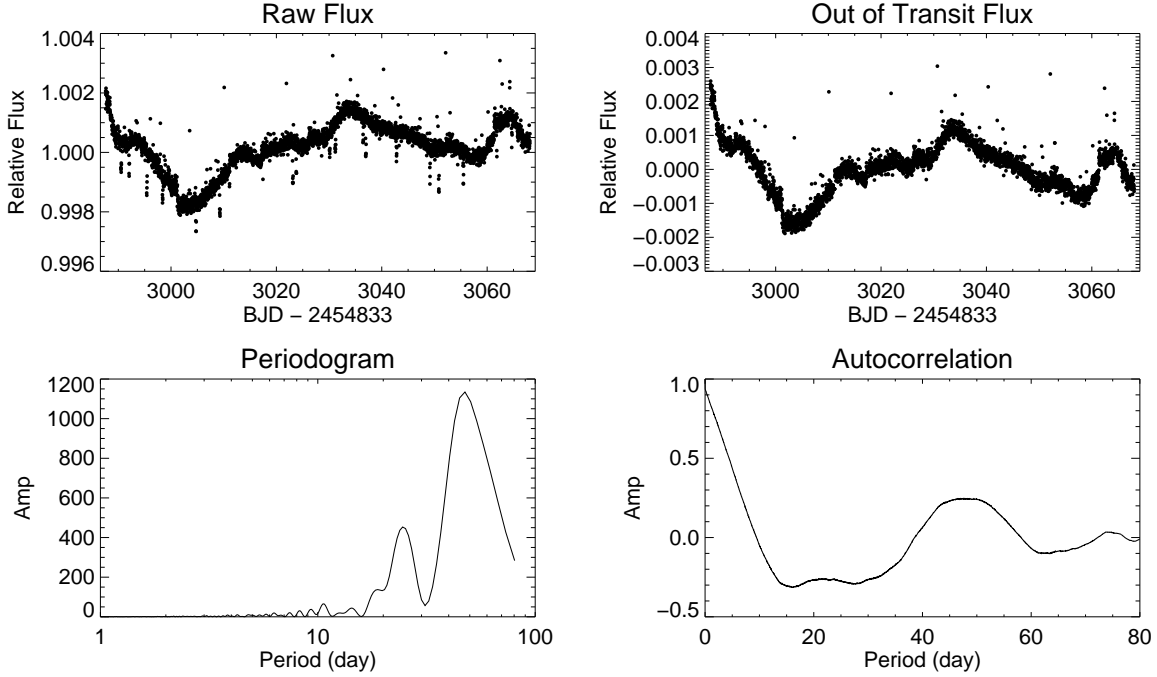 Raw Flux
1.004
1.002
1.000
0.998
0.996
Relative Flux
3000 3020 3040 3060
BJD − 2454833
Out of Transit Flux
0.004
0.003
0.002
0.001
0.000
−0.001
−0.002
−0.003
Relative Flux
3000 3020 3040 3060
BJD − 2454833
Periodogram
1200
1000
800
600
400
200
0
Amp
1 10 100
Period (day)
Autocorrelation
1.0
0.5
0.0
−0.5
Amp
0 20 40 60 80
Period (day)